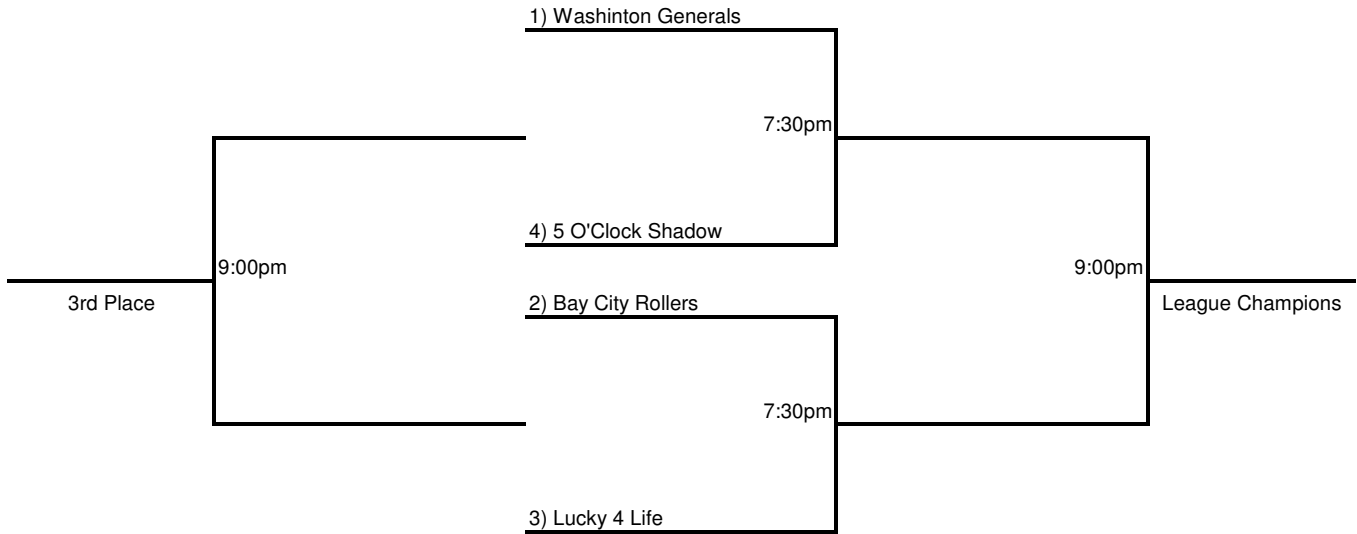 1) Washinton Generals
7:30pm
4) 5 O'Clock Shadow
9:00pm
9:00pm
3rd Place
2) Bay City Rollers
League Champions
7:30pm
3) Lucky 4 Life